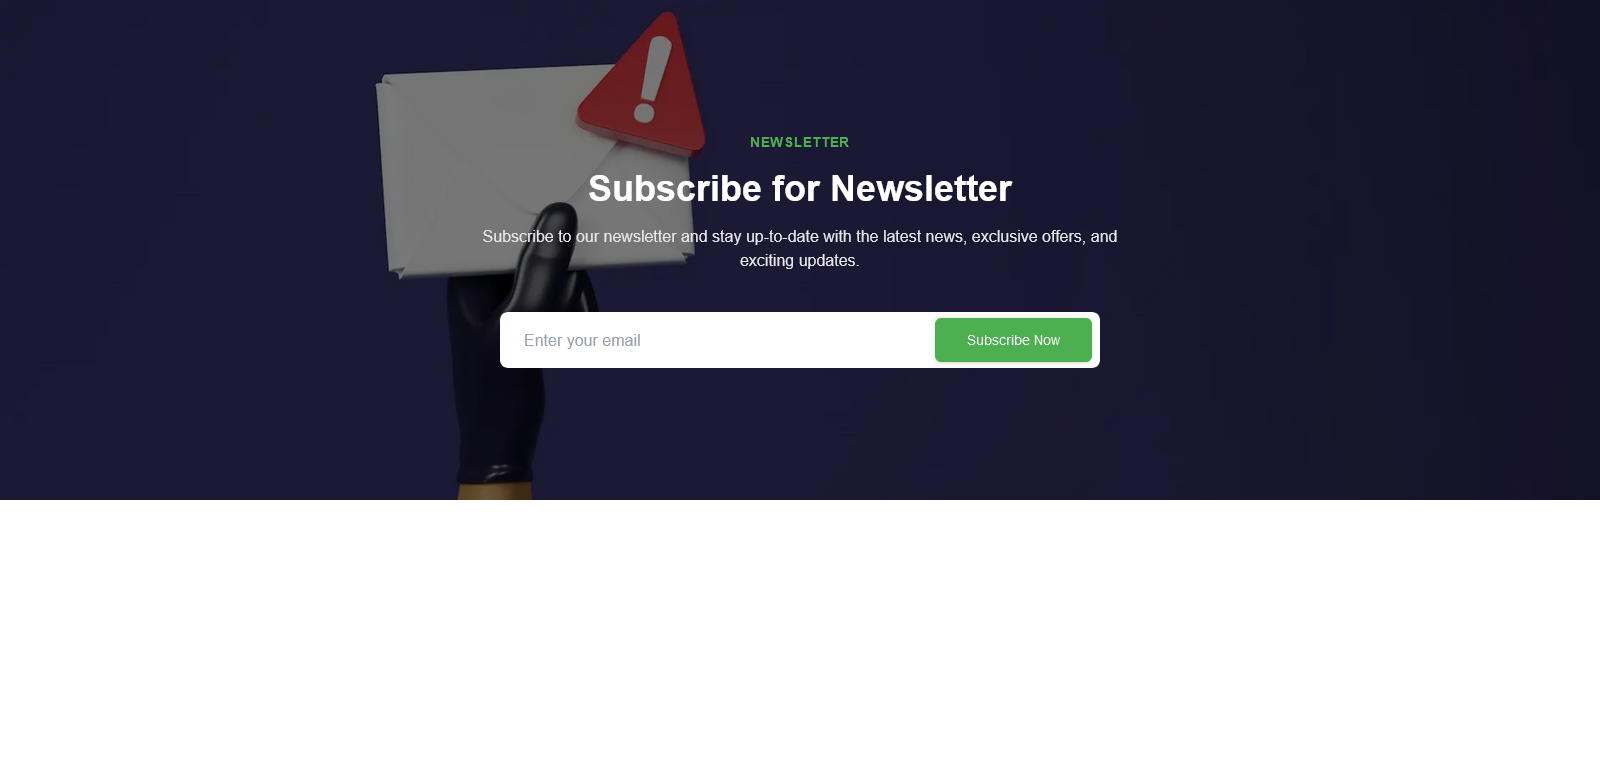 NEWSLETTER
Subscribe for Newsletter
Subscribe to our newsletter and stay up-to-date with the latest news, exclusive offers, and
exciting updates.
Enter your email
Subscribe Now